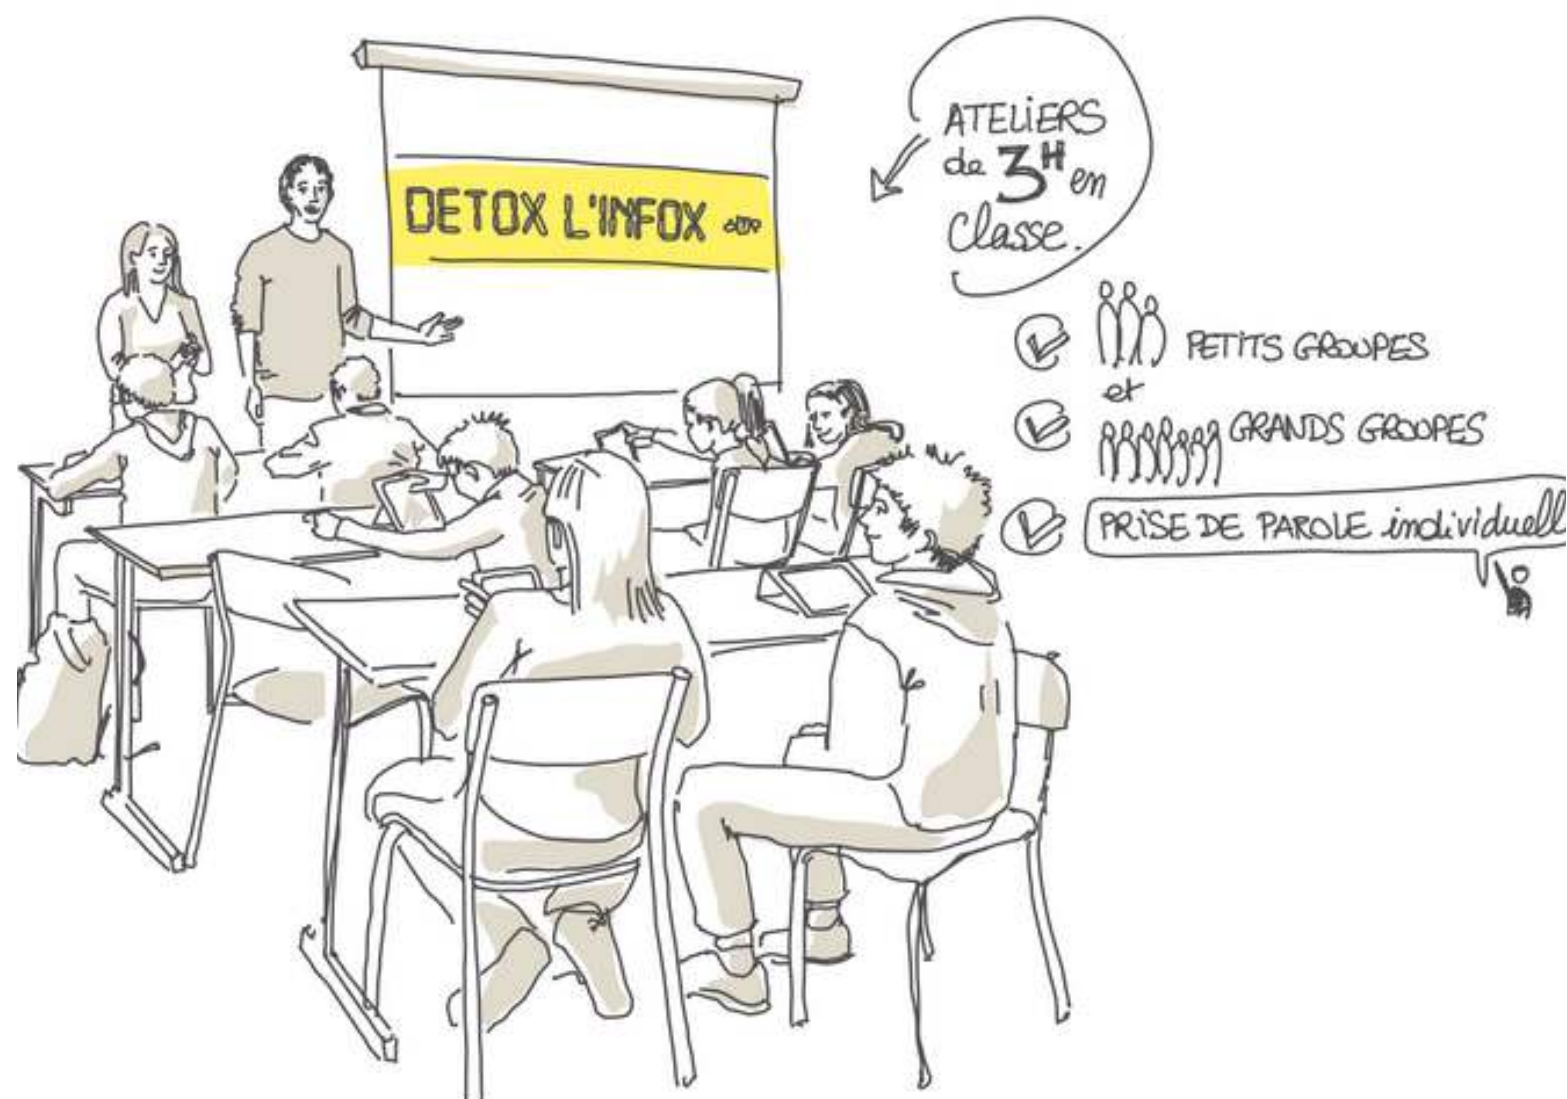 DETOX L'INFOX
ATELiERS
de 3H en
Classe.
PETiTS GROUPES
et
GRANDS GROUPES
PRiSE DE PAROLE individuell